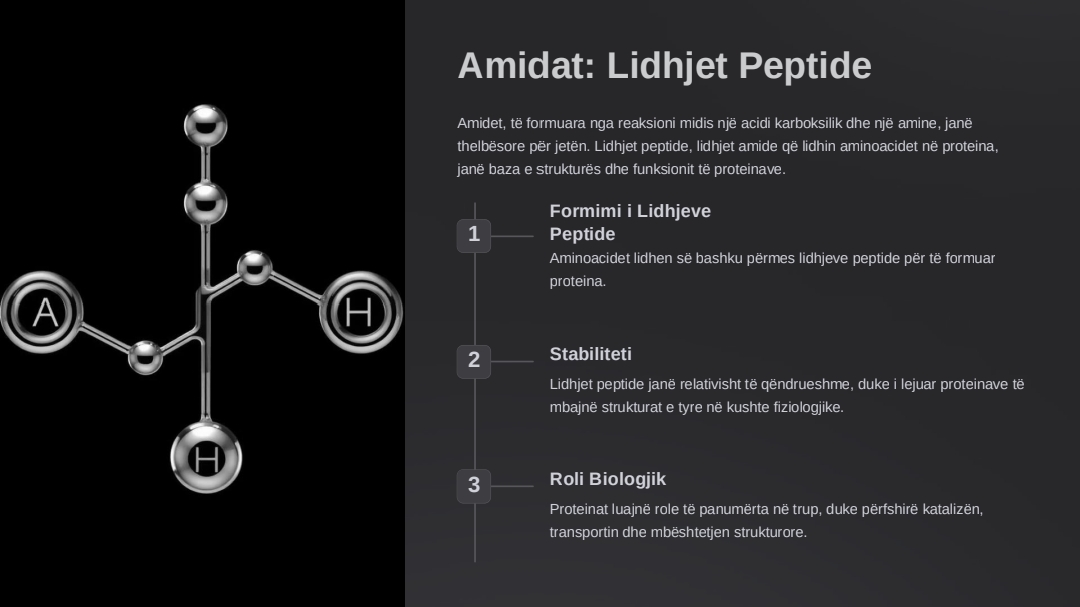 Amidat: Lidhjet Peptide
Amidet, të formuara nga reaksioni midis një acidi karboksilik dhe një amine, janë
thelbësore për jetën. Lidhjet peptide, lidhjet amide që lidhin aminoacidet në proteina,
janë baza e strukturës dhe funksionit të proteinave.
1
Formimi i Lidhjeve
Peptide
Aminoacidet lidhen së bashku përmes lidhjeve peptide për të formuar
proteina.
2
Stabiliteti
Lidhjet peptide janë relativisht të qëndrueshme, duke i lejuar proteinave të
mbajnë strukturat e tyre në kushte fiziologjike.
3
Roli Biologjik
Proteinat luajnë role të panumërta në trup, duke përfshirë katalizën,
transportin dhe mbështetjen strukturore.
A
H
H